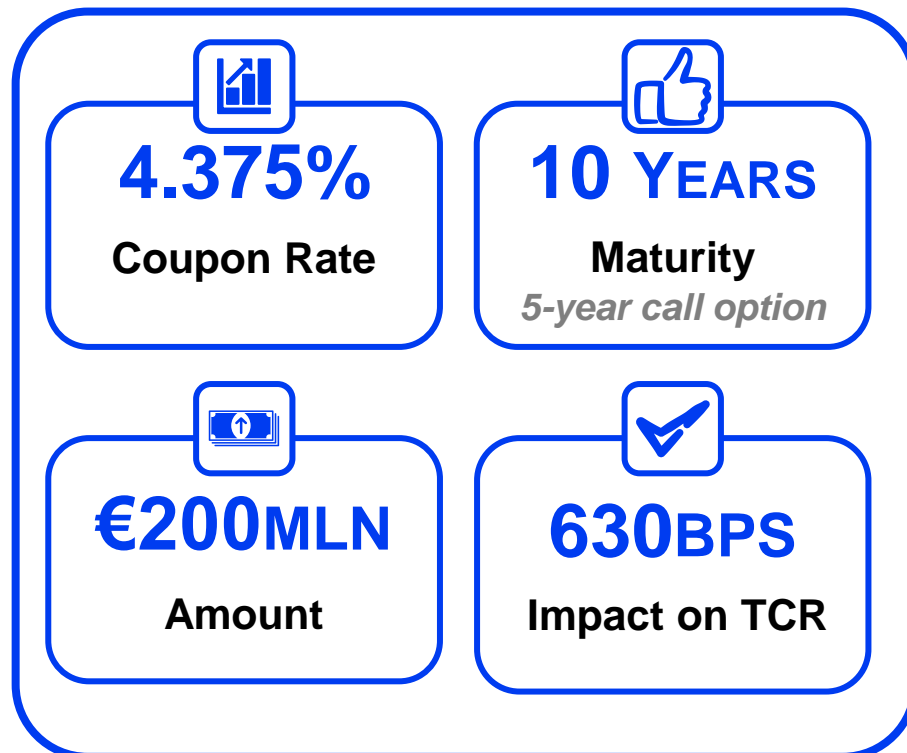 4.375%
Coupon Rate
10 YEARS
Maturity
5-year call option
€200MLN
Amount
630BPS
Impact on TCR